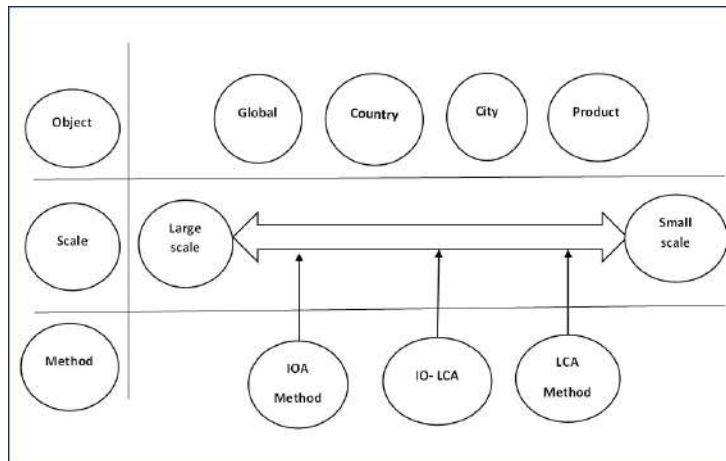 Object
Global
Country
City
Product
Scale
Large
scale
Small
scale
Method
IOA
Method
IO- LCA
LCA
Method